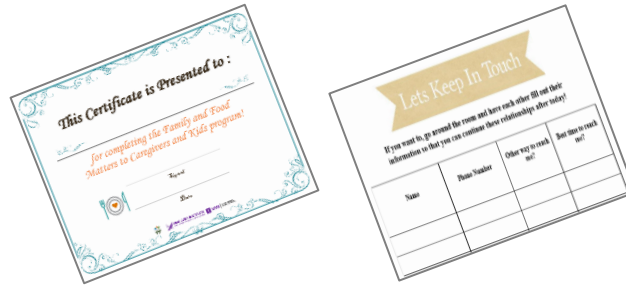 This Certificate is Presented to :
for completing the Family and Food
Matters to Caregivers and Kids program!
Signed
Date
Lets Keep In Touch
If you want to, go around the room and have each other fill out their
information so that you can continue these relationships after today!
Name
Phone Number
Other way to reach
me?
Best time to reach
me?